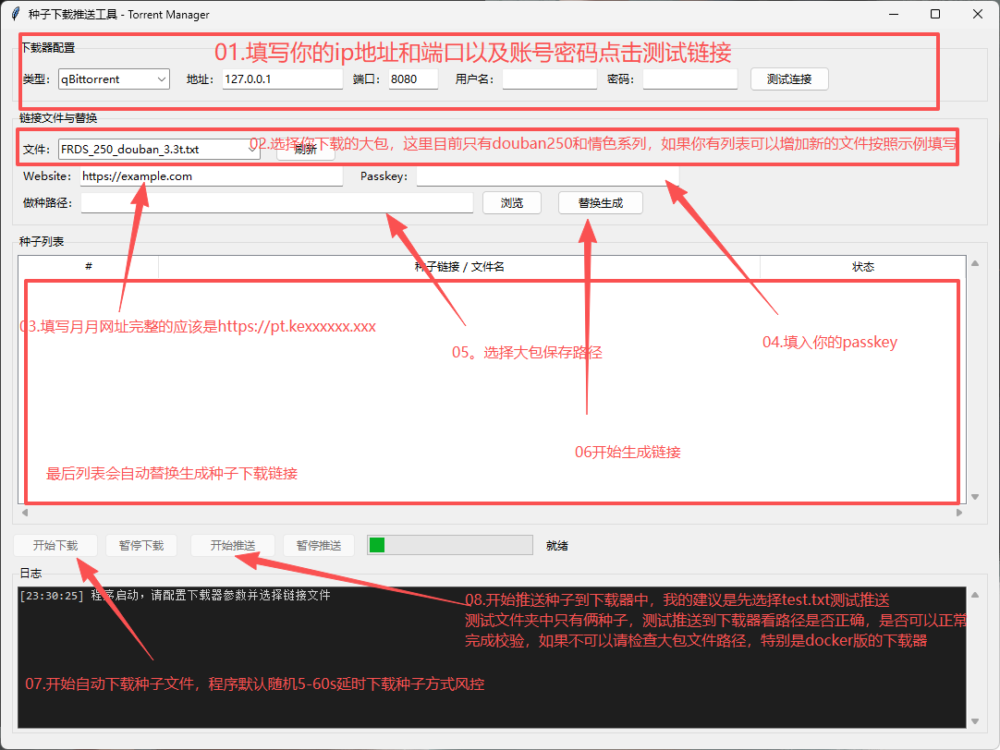 种子下载推送工具 - Torrent Manager
下载器配置
01.填写你的ip地址和端口以及账号密码点击测试链接
类型: qBittorrent 地址: 127.0.0.1 端口: 8080 用户名: 密码: 测试连接
链接文件与替换
文件: FRDS_250_douban_3.3t.txt 刷新
02.选择你下载的大包，这里目前只有douban250和情色系列，如果你有列表可以增加新的文件按照示例填写
Website: https://example.com Passkey:
做种路径: 浏览 替换生成
种子列表
# 种子链接 / 文件名 状态
03.填写月月网址完整的应该是https://pt.kexxxxxx.xxx
04.填入你的passkey
05。选择大包保存路径
06开始生成链接
最后列表会自动替换生成种子下载链接
开始下载 暂停下载 开始推送 暂停推送 就绪
日志
[23:30:25] 程序启动，请配置下载器参数并选择链接文件
08.开始推送种子到下载器中，我的建议是先选择test.txt测试推送
测试文件夹中只有俩种子，测试推送到下载器看路径是否正确，是否可以正常
完成校验，如果不可以请检查大包文件路径，特别是docker版的下载器
07.开始自动下载种子文件，程序默认随机5-60s延时下载种子方式风控